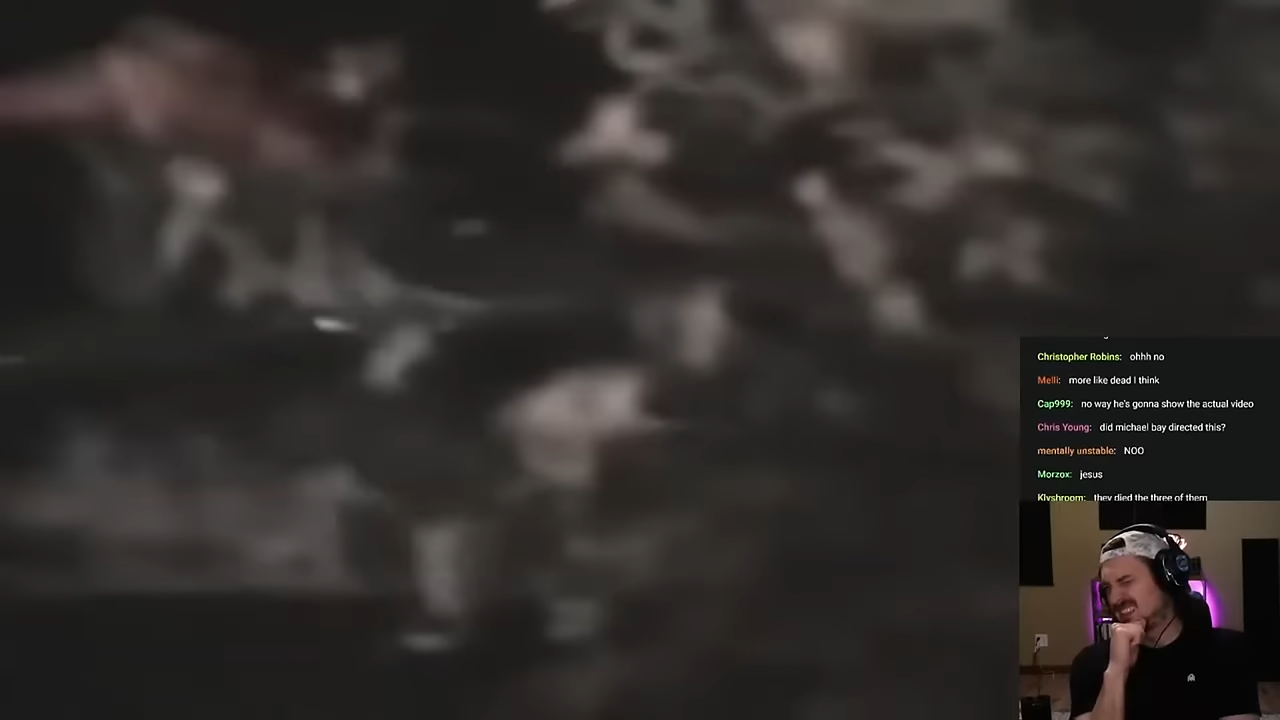 Christopher Robins: ohhh no
Melli: more like dead I think
Cap999: no way he's gonna show the actual video
Chris Young: did michael bay directed this?
mentally unstable: NOO
Morzox: jesus
Klyshroom: they died the three of them